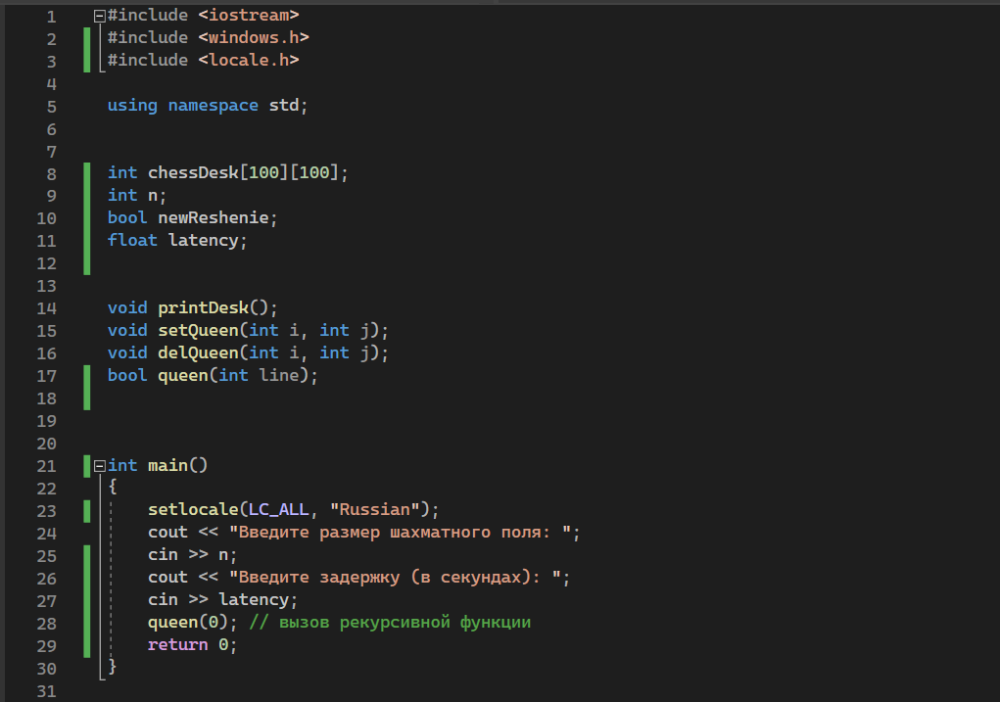 1 #include <iostream>
2 #include <windows.h>
3 #include <locale.h>
4
5 using namespace std;
6
7
8 int chessDesk[100][100];
9 int n;
10 bool newReshenie;
11 float latency;
12
13
14 void printDesk();
15 void setQueen(int i, int j);
16 void delQueen(int i, int j);
17 bool queen(int line);
18
19
20
21 int main()
22 {
23 setlocale(LC_ALL, "Russian");
24 cout << "Введите размер шахматного поля: ";
25 cin >> n;
26 cout << "Введите задержку (в секундах): ";
27 cin >> latency;
28 queen(0); // вызов рекурсивной функции
29 return 0;
30 }
31